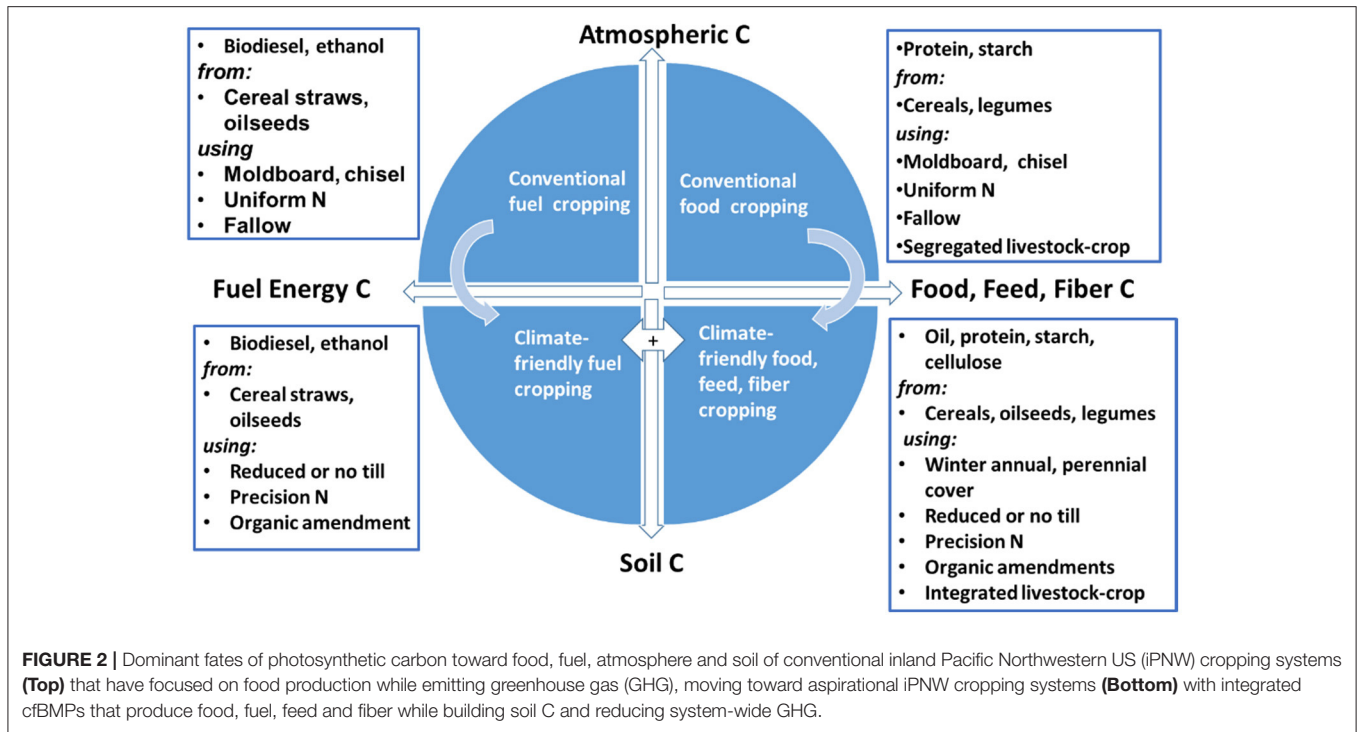 Atmospheric C
• Biodiesel, ethanol
from:
• Cereal straws,
oilseeds
using
• Moldboard, chisel
• Uniform N
• Fallow
•Protein, starch
from:
•Cereals, legumes
using:
•Moldboard, chisel
•Uniform N
•Fallow
•Segregated livestock-crop
Conventional
fuel cropping
Conventional
food cropping
Fuel Energy C
Food, Feed, Fiber C
• Biodiesel, ethanol
from:
• Cereal straws,
oilseeds
using:
• Reduced or no till
• Precision N
• Organic amendment
Climate-
friendly fuel
cropping
+
Climate-
friendly food,
feed, fiber
cropping
• Oil, protein, starch,
cellulose
from:
• Cereals, oilseeds, legumes
using:
• Winter annual, perennial
cover
• Reduced or no till
• Precision N
• Organic amendments
• Integrated livestock-crop
Soil C
FIGURE 2 | Dominant fates of photosynthetic carbon toward food, fuel, atmosphere and soil of conventional inland Pacific Northwestern US (iPNW) cropping systems
(Top) that have focused on food production while emitting greenhouse gas (GHG), moving toward aspirational iPNW cropping systems (Bottom) with integrated
cfBMPs that produce food, fuel, feed and fiber while building soil C and reducing system-wide GHG.